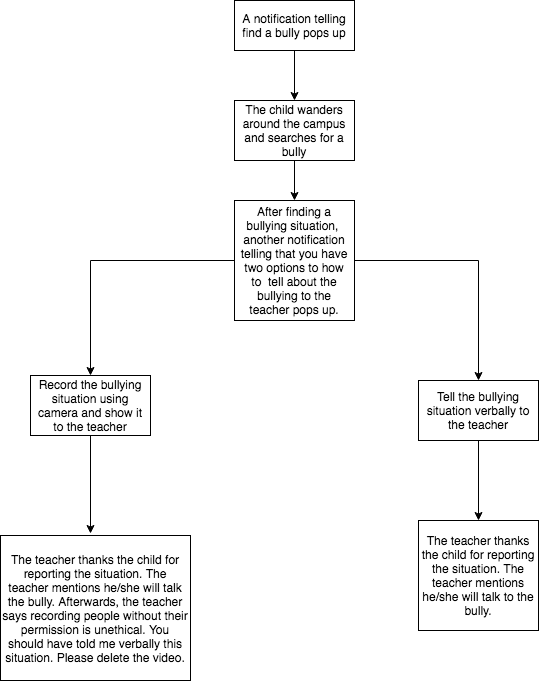 A notification telling
find a bully pops up
The child wanders
around the campus
and searches for a
bully
After finding a
bullying situation,
another notification
telling that you have
two options to how
to tell about the
bullying to the
teacher pops up.
Record the bullying
situation using
camera and show it
to the teacher
Tell the bullying
situation verbally to
the teacher
The teacher thanks the child for
reporting the situation. The
teacher mentions he/she will talk
the bully. Afterwards, the teacher
says recording people without their
permission is unethical. You
should have told me verbally this
situation. Please delete the video.
The teacher thanks
the child for reporting
the situation. The
teacher mentions
he/she will talk to the
bully.